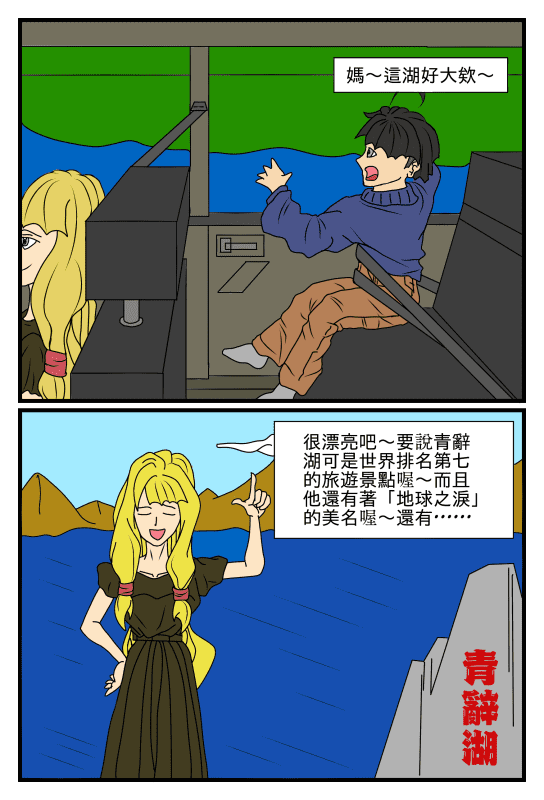 媽～這湖好大欸～
很漂亮吧～要說青辭
湖可是世界排名第七
的旅遊景點喔～而且
他還有著「地球之淚」
的美名喔～還有⋯⋯
青
辭
湖